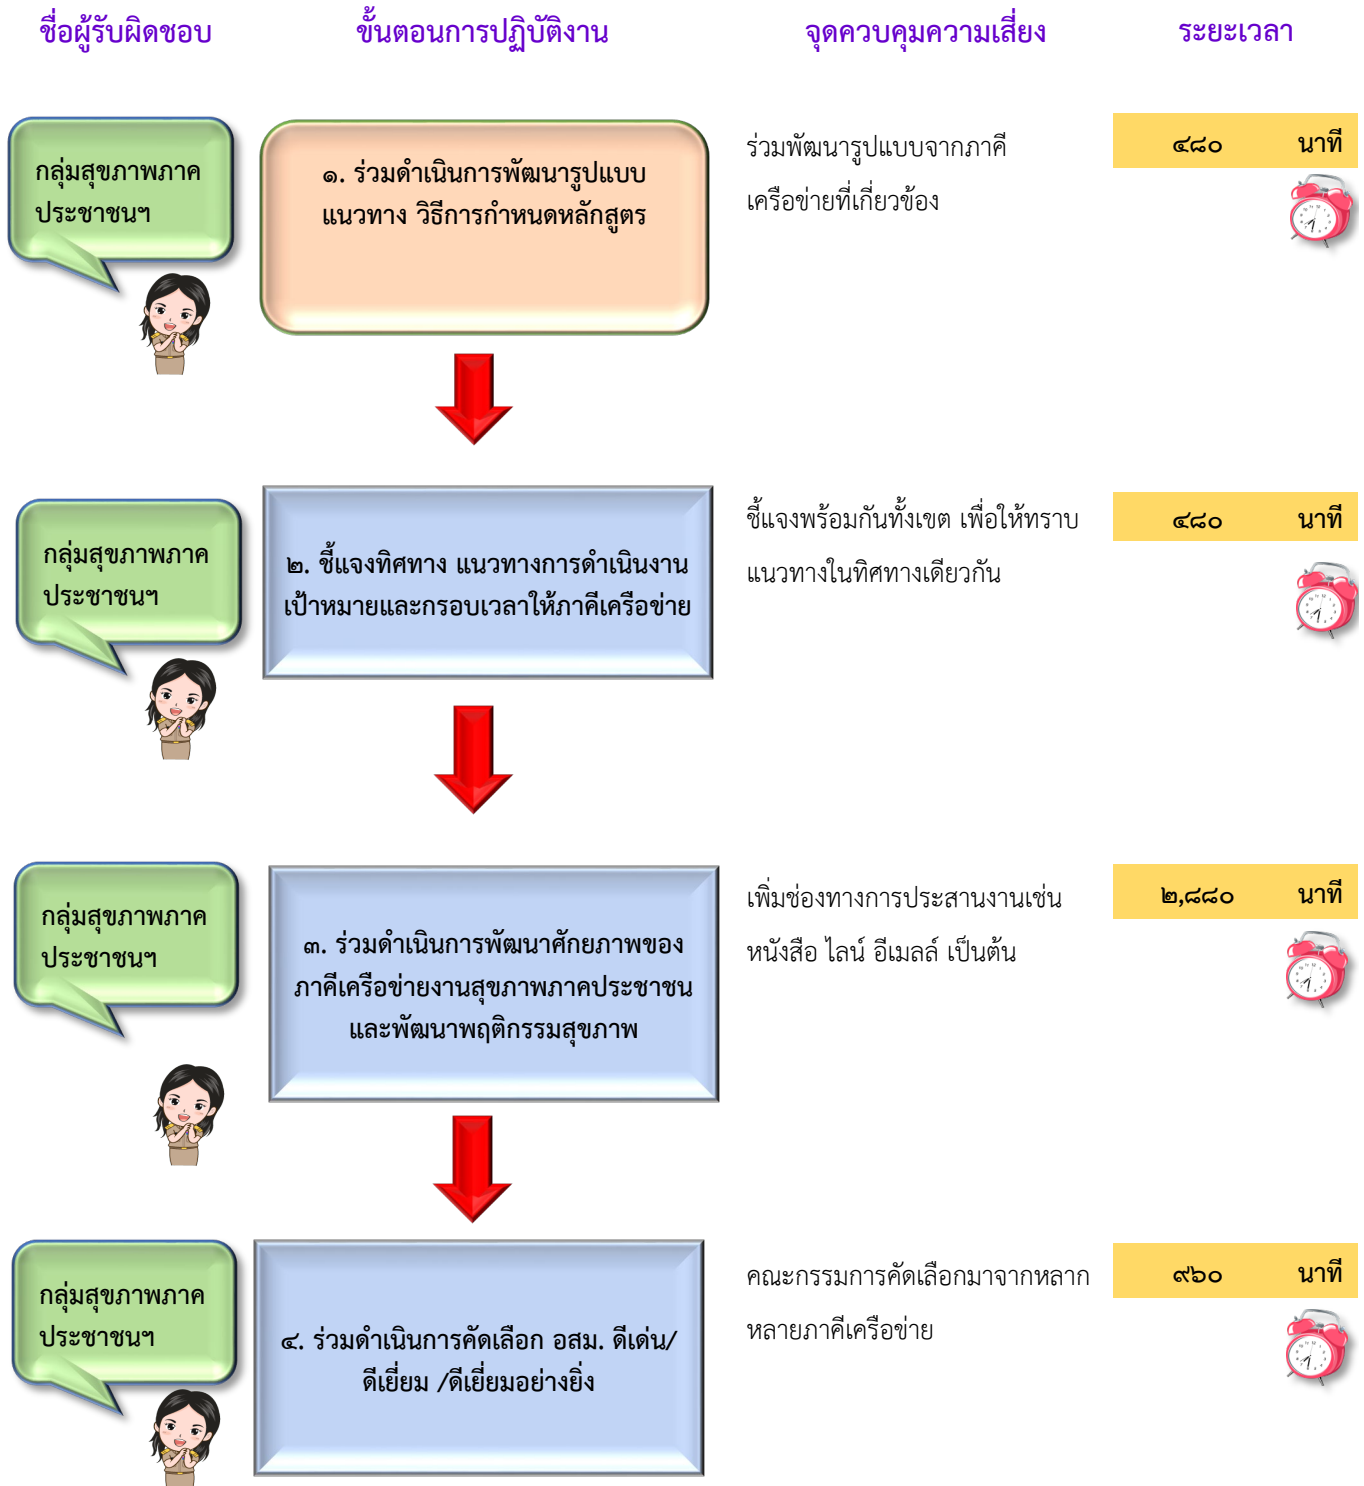 ชื่อผู้รับผิดชอบ
ขั้นตอนการปฏิบัติงาน
จุดควบคุมความเสี่ยง
ระยะเวลา
กลุ่มสุขภาพภาค
ประชาชนฯ
๑. ร่วมดำเนินการพัฒนารูปแบบ
แนวทาง วิธีการกำหนดหลักสูตร
ร่วมพัฒนารูปแบบจากภาคี
เครือข่ายที่เกี่ยวข้อง
๔๘๐ นาที
กลุ่มสุขภาพภาค
ประชาชนฯ
๒. ชี้แจงทิศทาง แนวทางการดำเนินงาน
เป้าหมายและกรอบเวลาให้ภาคีเครือข่าย
ชี้แจงพร้อมกันทั้งเขต เพื่อให้ทราบ
แนวทางในทิศทางเดียวกัน
๔๘๐ นาที
กลุ่มสุขภาพภาค
ประชาชนฯ
๓. ร่วมดำเนินการพัฒนาศักยภาพของ
ภาคีเครือข่ายงานสุขภาพภาคประชาชน
และพัฒนาพฤติกรรมสุขภาพ
เพิ่มช่องทางการประสานงานเช่น
หนังสือ ไลน์ อีเมลล์ เป็นต้น
๒,๘๘๐ นาที
กลุ่มสุขภาพภาค
ประชาชนฯ
๔. ร่วมดำเนินการคัดเลือก อสม. ดีเด่น/
ดีเยี่ยม /ดีเยี่ยมอย่างยิ่ง
คณะกรรมการคัดเลือกมาจากหลาก
หลายภาคีเครือข่าย
๙๖๐ นาที